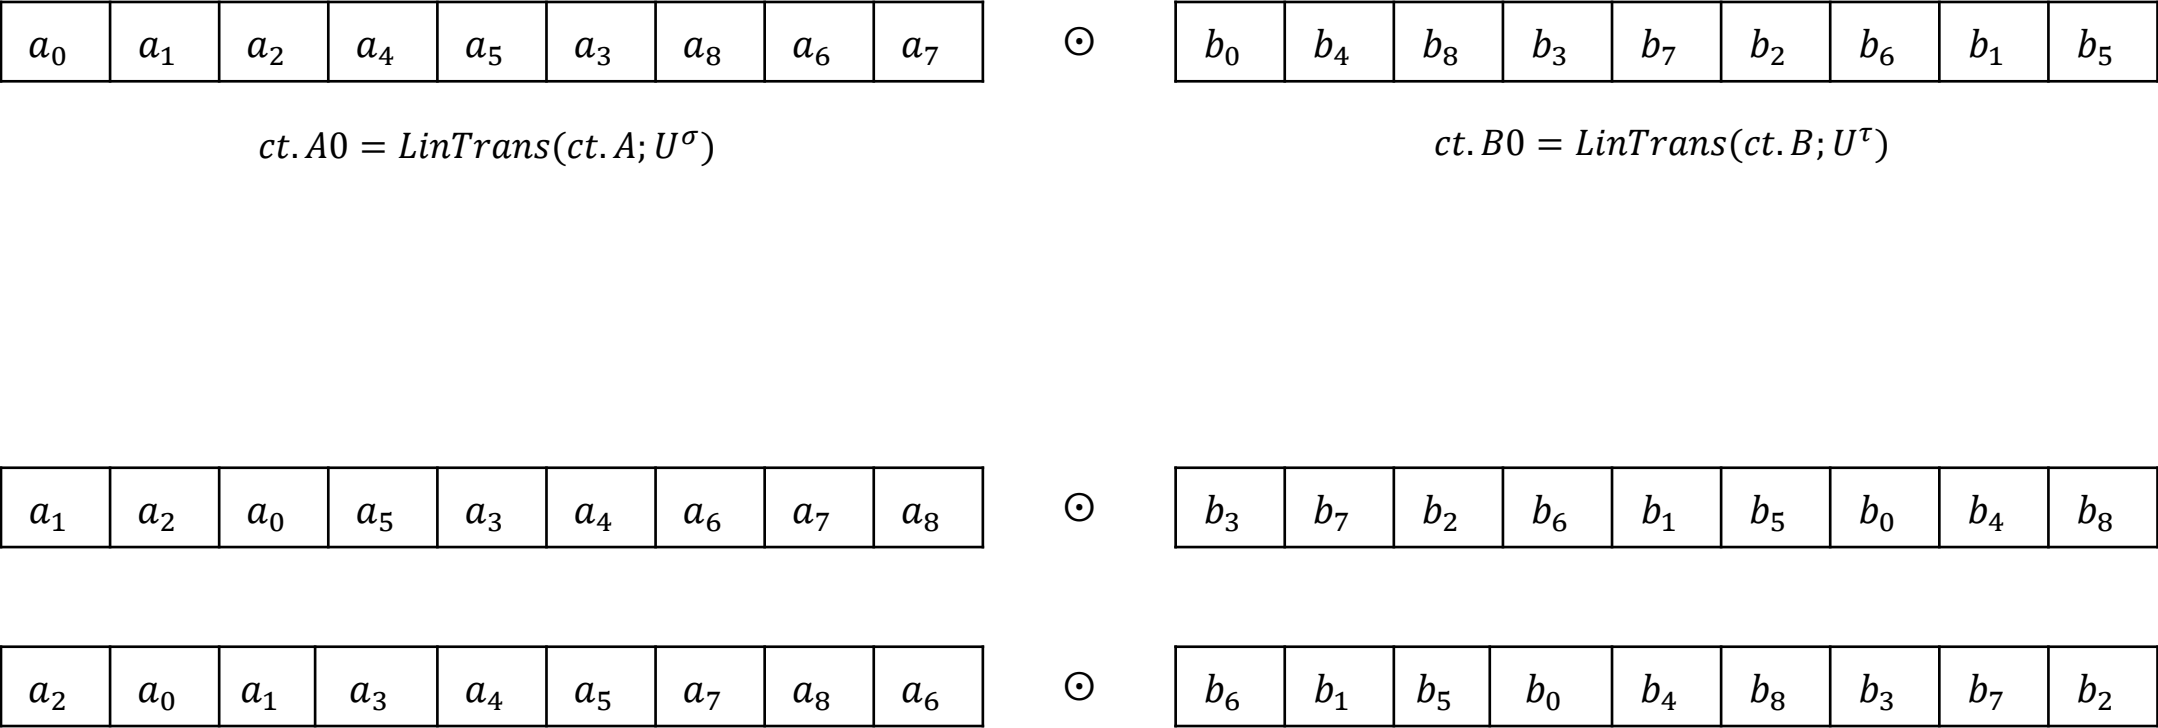 a₀ a₁ a₂ a₄ a₅ a₃ a₈ a₆ a₇ ⊙ b₀ b₄ b₈ b₃ b₇ b₂ b₆ b₁ b₅
ct.A0 = LinTrans(ct.A; U^σ) ct.B0 = LinTrans(ct.B; U^τ)
a₁ a₂ a₀ a₅ a₃ a₄ a₆ a₇ a₈ ⊙ b₃ b₇ b₂ b₆ b₁ b₅ b₀ b₄ b₈
a₂ a₀ a₁ a₃ a₄ a₅ a₇ a₈ a₆ ⊙ b₆ b₁ b₅ b₀ b₄ b₈ b₃ b₇ b₂